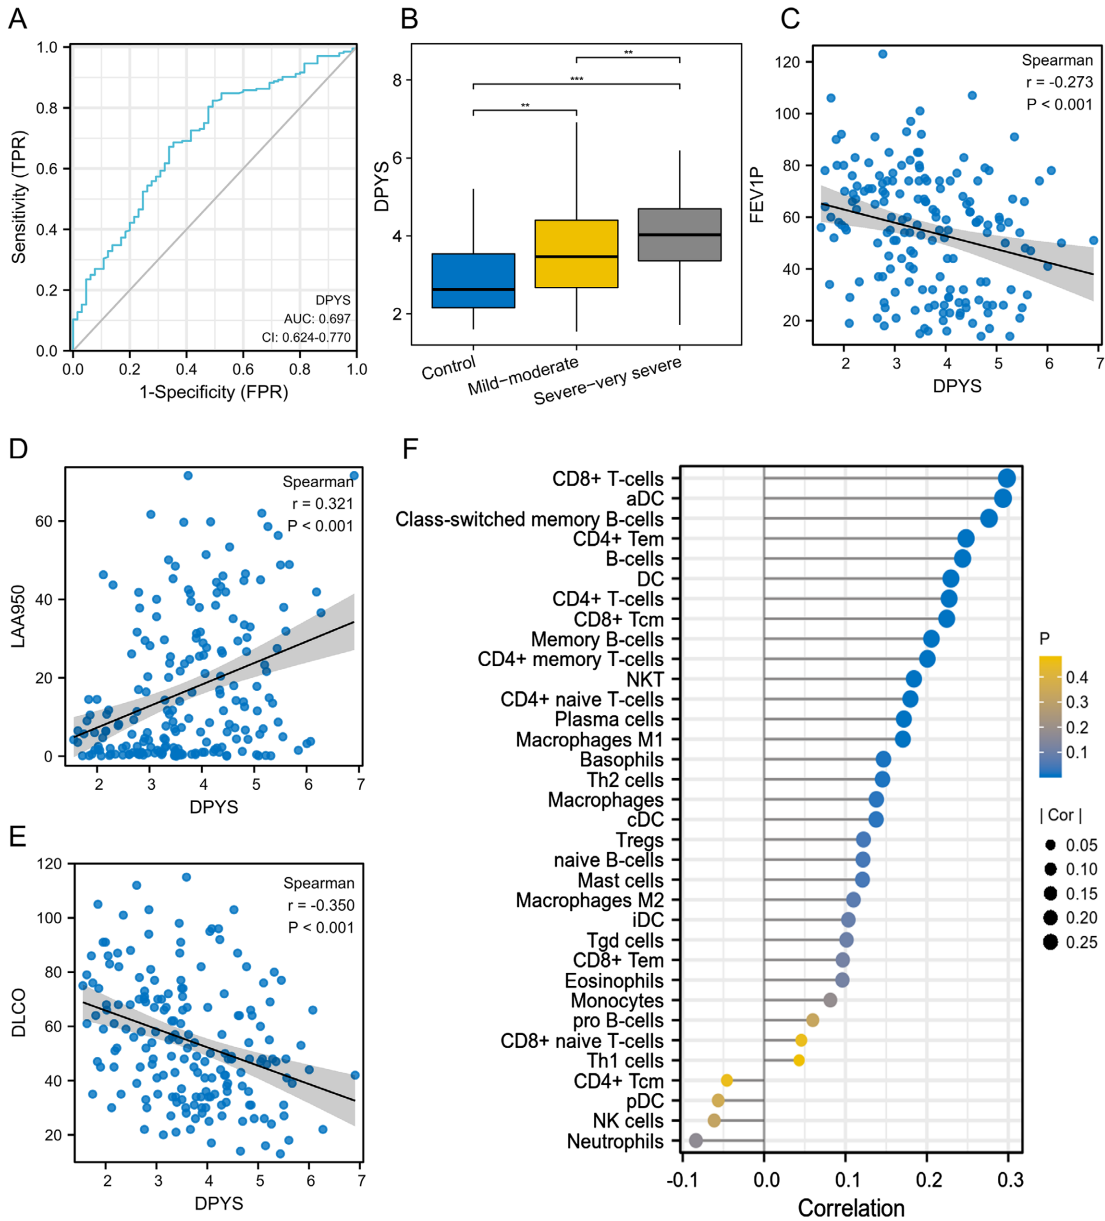 A
1.0
0.8
0.6
0.4
0.2
0.0
Sensitivity (TPR)
DPYS
AUC: 0.697
CI: 0.624-0.770
0.0 0.2 0.4 0.6 0.8 1.0
1-Specificity (FPR)
B
8
6
4
2
DPYS
**
***
**
Control
Mild−moderate
Severe−very severe
C
120
100
80
60
40
20
FEV1P
Spearman
r = -0.273
P < 0.001
2 3 4 5 6 7
DPYS
D
60
40
20
0
LAA950
Spearman
r = 0.321
P < 0.001
2 3 4 5 6 7
DPYS
E
120
100
80
60
40
20
DLCO
Spearman
r = -0.350
P < 0.001
2 3 4 5 6 7
DPYS
F
CD8+ T-cells
aDC
Class-switched memory B-cells
CD4+ Tem
B-cells
DC
CD4+ T-cells
CD8+ Tcm
Memory B-cells
CD4+ memory T-cells
NKT
CD4+ naive T-cells
Plasma cells
Macrophages M1
Basophils
Th2 cells
Macrophages
cDC
Tregs
naive B-cells
Mast cells
Macrophages M2
iDC
Tgd cells
CD8+ Tem
Eosinophils
Monocytes
pro B-cells
CD8+ naive T-cells
Th1 cells
CD4+ Tcm
pDC
NK cells
Neutrophils
-0.1 0.0 0.1 0.2 0.3
Correlation
P
0.4
0.3
0.2
0.1
| Cor |
0.05
0.10
0.15
0.20
0.25